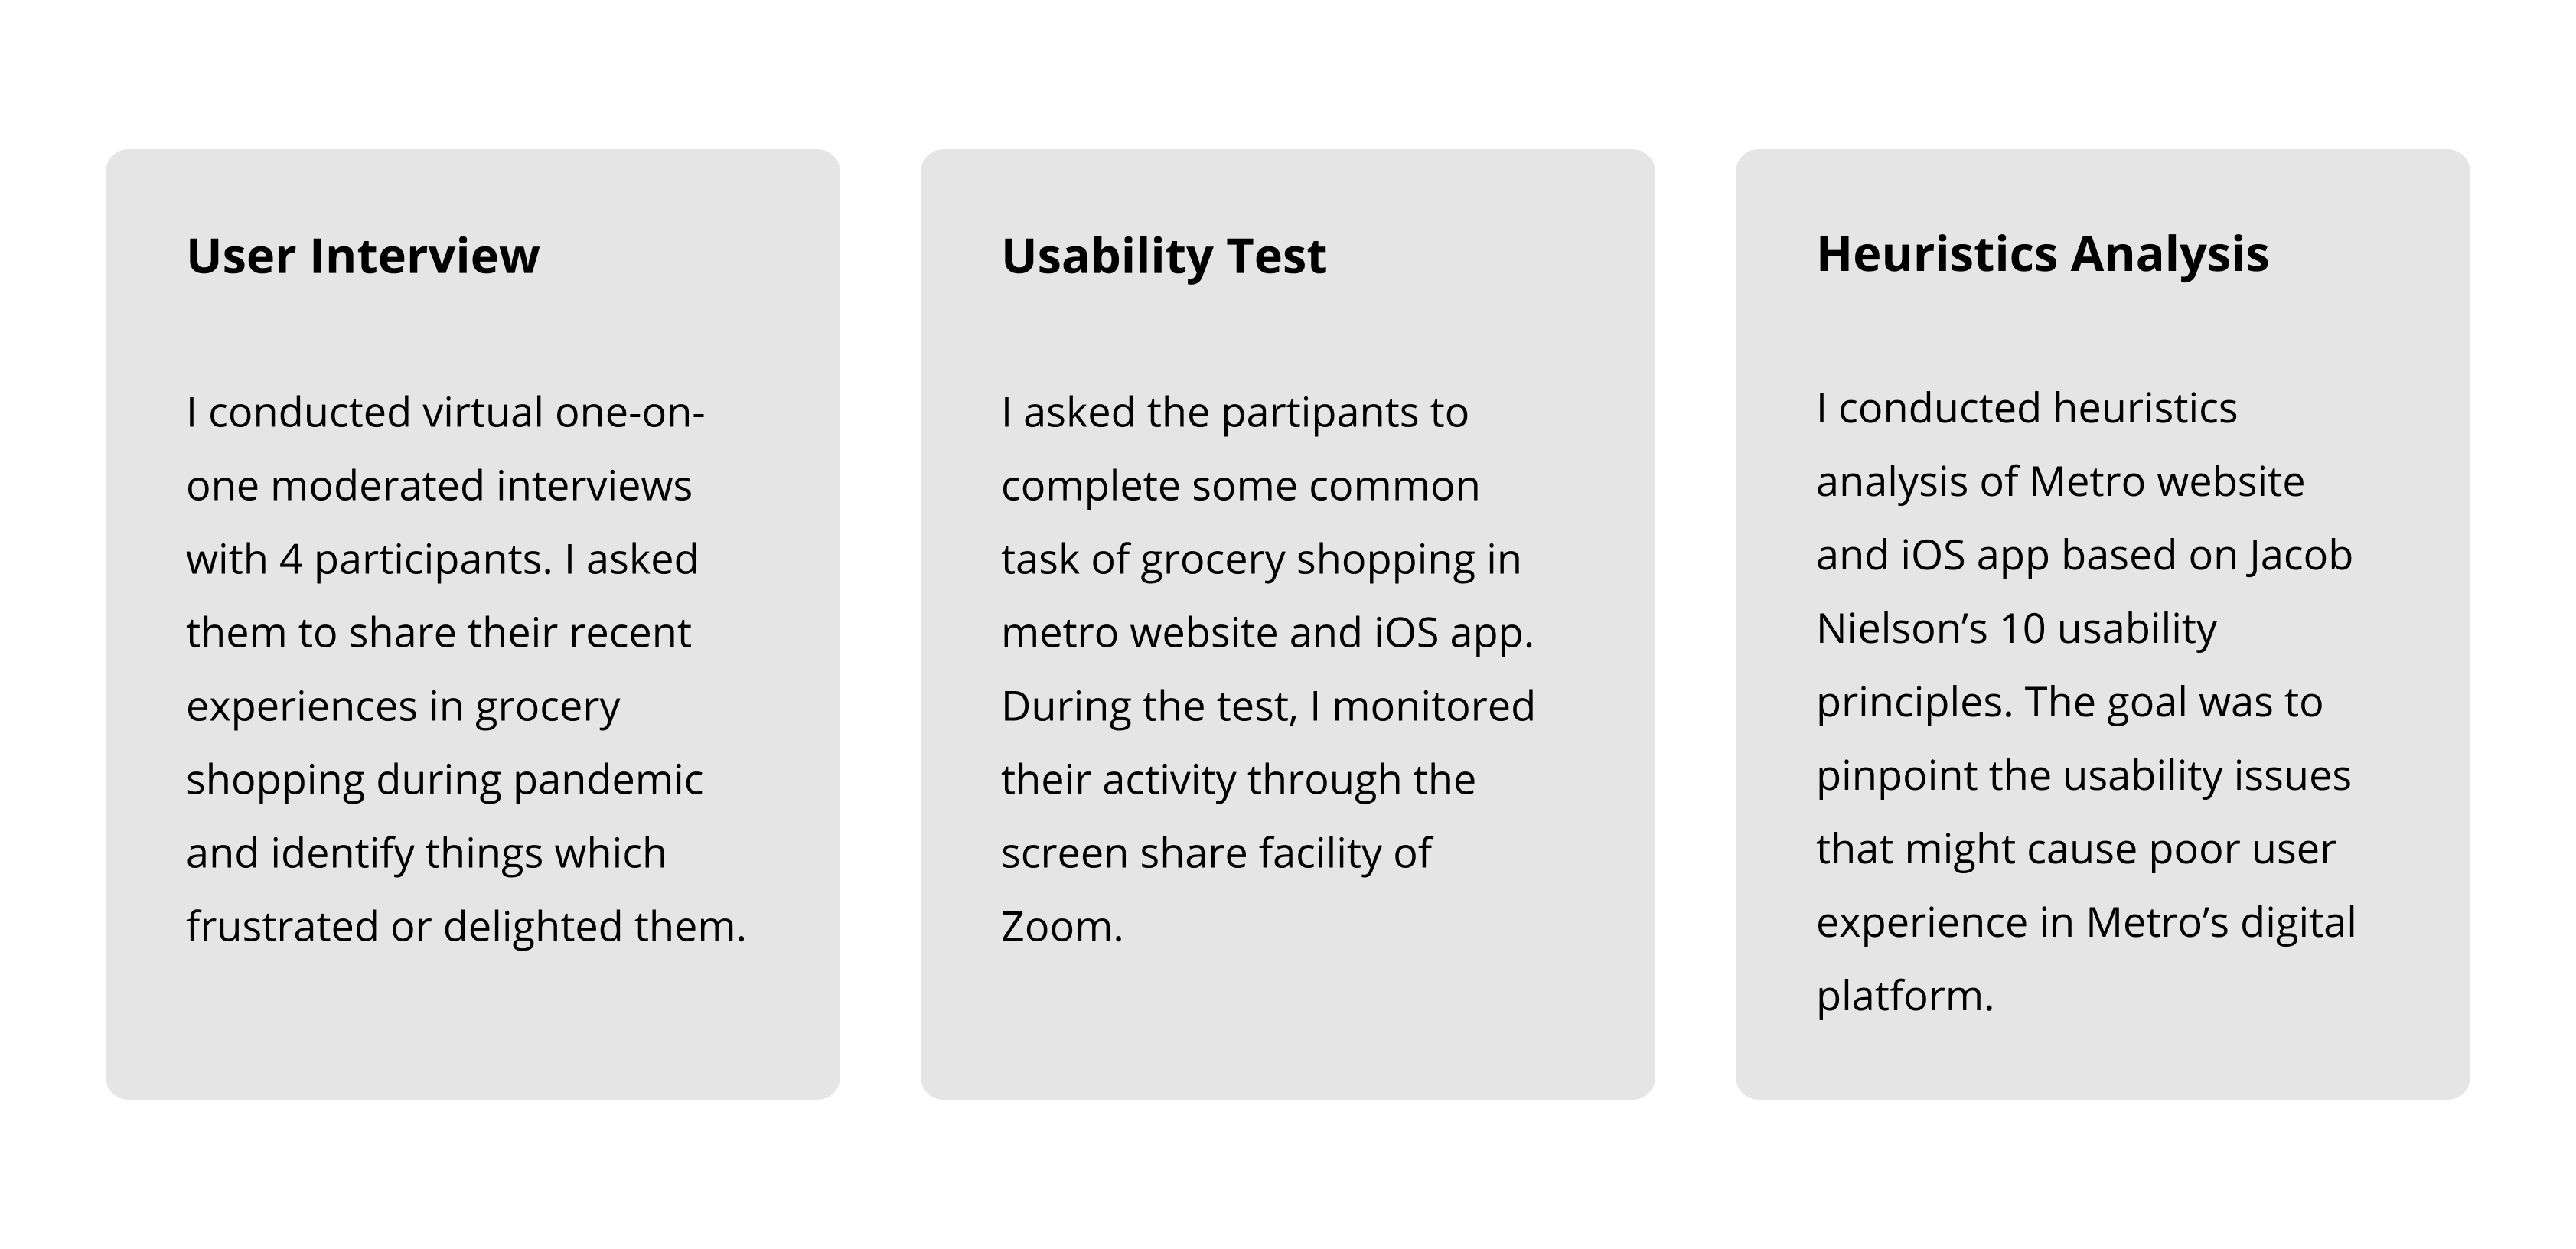 User Interview
I conducted virtual one-on-
one moderated interviews
with 4 participants. I asked
them to share their recent
experiences in grocery
shopping during pandemic
and identify things which
frustrated or delighted them.
Usability Test
I asked the partipants to
complete some common
task of grocery shopping in
metro website and iOS app.
During the test, I monitored
their activity through the
screen share facility of
Zoom.
Heuristics Analysis
I conducted heuristics
analysis of Metro website
and iOS app based on Jacob
Nielson’s 10 usability
principles. The goal was to
pinpoint the usability issues
that might cause poor user
experience in Metro’s digital
platform.